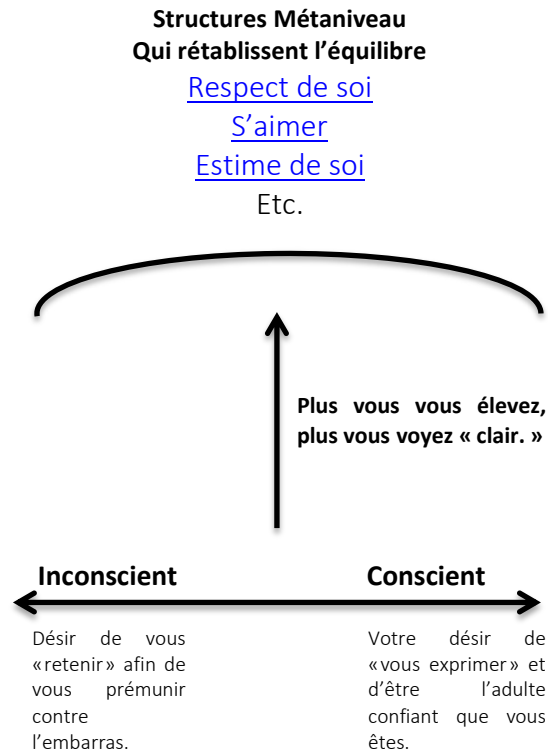 Structures Métaniveau
Qui rétablissent l’équilibre
Respect de soi
S’aimer
Estime de soi
Etc.
Plus vous vous élevez,
plus vous voyez « clair. »
Inconscient
Conscient
Désir de vous
«retenir» afin de
vous prémunir
contre
l’embarras.
Votre désir de
«vous exprimer» et
d’être l’adulte
confiant que vous
êtes.